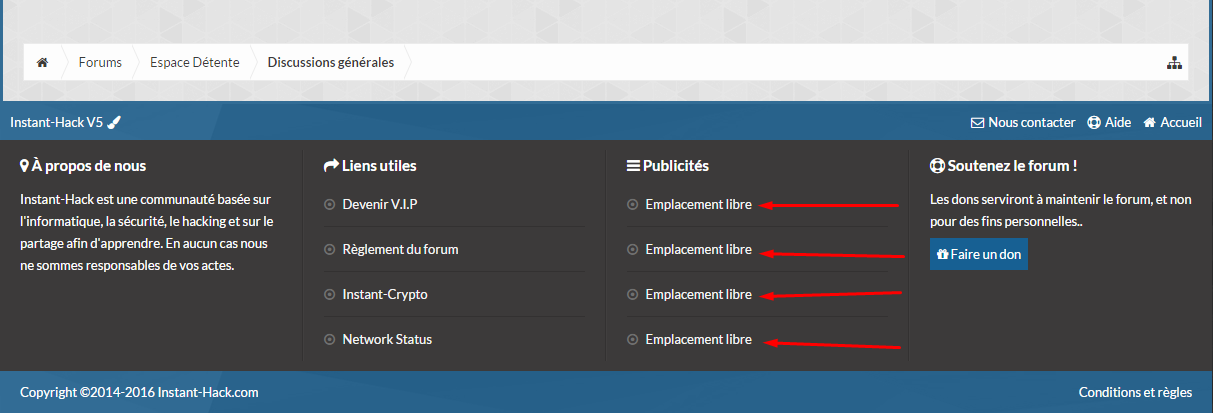 Forums
Espace Détente
Discussions générales
Instant-Hack V5
Nous contacter
Aide
Accueil
À propos de nous
Instant-Hack est une communauté basée sur
l'informatique, la sécurité, le hacking et sur le
partage afin d'apprendre. En aucun cas nous
ne sommes responsables de vos actes.
Liens utiles
Devenir V.I.P
Règlement du forum
Instant-Crypto
Network Status
Publicités
Emplacement libre
Emplacement libre
Emplacement libre
Emplacement libre
Soutenez le forum !
Les dons serviront à maintenir le forum, et non
pour des fins personnelles..
Faire un don
Copyright ©2014-2016 Instant-Hack.com
Conditions et règles